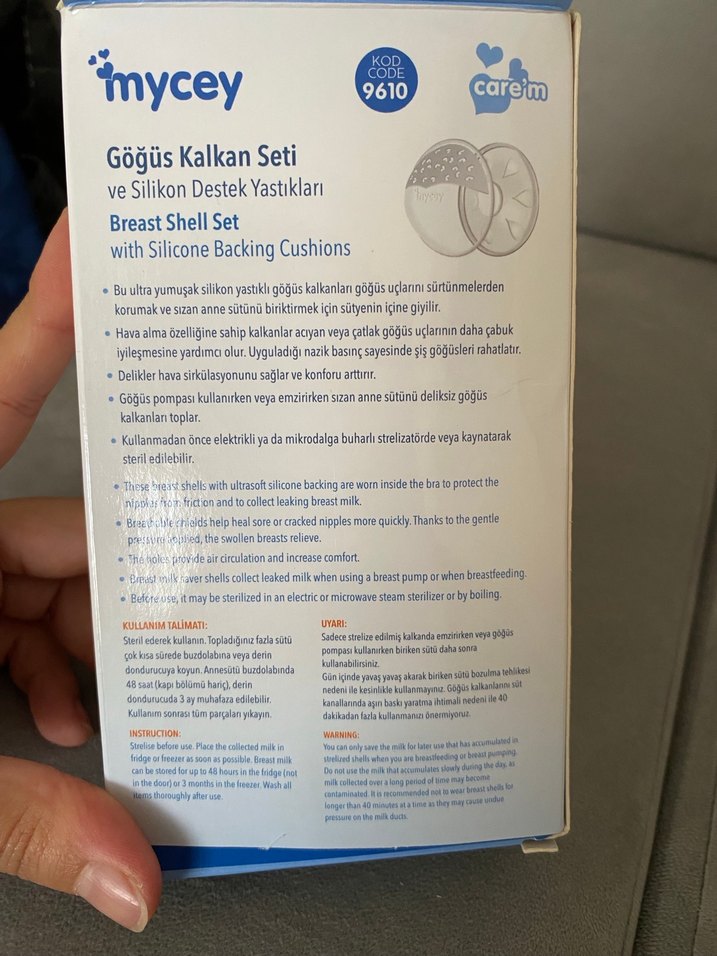 mycey
KOD
CODE
9610
care'm
Göğüs Kalkan Seti
ve Silikon Destek Yastıkları
Breast Shell Set
with Silicone Backing Cushions
mycey
• Bu ultra yumuşak silikon yastıklı göğüs kalkanları göğüs uçlarını sürtünmelerden
korumak ve sızan anne sütünü biriktirmek için sütyenin içine giyilir.
• Hava alma özelliğine sahip kalkanlar acıyan veya çatlak göğüs uçlarının daha çabuk
iyileşmesine yardımcı olur. Uyguladığı nazik basınç sayesinde şiş göğüsleri rahatlatır.
• Delikler hava sirkülasyonunu sağlar ve konforu arttırır.
• Göğüs pompası kullanırken veya emzirirken sızan anne sütünü deliksiz göğüs
kalkanları toplar.
• Kullanmadan önce elektrikli ya da mikrodalga buharlı strelizatörde veya kaynatarak
steril edilebilir.
• These breast shells with ultrasoft silicone backing are worn inside the bra to protect the
nipples from friction and to collect leaking breast milk.
• Breathable shields help heal sore or cracked nipples more quickly. Thanks to the gentle
pressure applied, the swollen breasts relieve.
• The holes provide air circulation and increase comfort.
• Breast milk saver shells collect leaked milk when using a breast pump or when breastfeeding.
• Before use, it may be sterilized in an electric or microwave steam sterilizer or by boiling.
KULLANIM TALİMATI:
Steril ederek kullanın. Topladığınız fazla sütü
çok kısa sürede buzdolabına veya derin
dondurucuya koyun. Annesütü buzdolabında
48 saat (kapı bölümü hariç), derin
dondurucuda 3 ay muhafaza edilebilir.
Kullanım sonrası tüm parçaları yıkayın.
INSTRUCTION:
Strelise before use. Place the collected milk in
fridge or freezer as soon as possible. Breast milk
can be stored for up to 48 hours in the fridge (not
in the door) or 3 months in the freezer. Wash all
items thoroughly after use.
UYARI:
Sadece strelize edilmiş kalkanda emzirirken veya göğüs
pompası kullanırken biriken sütü daha sonra
kullanabilirsiniz.
Gün içinde yavaş yavaş akarak biriken sütü bozulma tehlikesi
nedeni ile kesinlikle kullanmayınız. Göğüs kalkanlarını süt
kanallarında aşırı baskı yaratma ihtimali nedeni ile 40
dakikadan fazla kullanmanızı önermiyoruz.
WARNING:
You can only save the milk for later use that has accumulated in
strelized shells when you are breastfeeding or breast pumping.
Do not use the milk that accumulates slowly during the day, as
milk collected over a long period of time may become
contaminated. It is recommended not to wear breast shells for
longer than 40 minutes at a time as they may cause undue
pressure on the milk ducts.